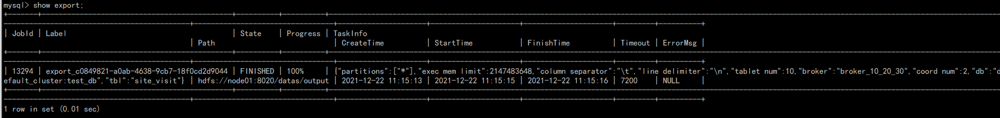 mysql> show export;
| JobId | Label | State | Progress | TaskInfo
| Path | CreateTime | StartTime | FinishTime | Timeout | ErrorMsg |
| 13294 | export_c0849821-a0ab-4638-9cb7-18f0cd2d9044 | FINISHED | 100% | {"partitions":["*"],"exec mem limit":2147483648,"column separator":"\t","line delimiter":"\n","tablet num":10,"broker":"broker_10_20_30","coord num":2,"db":"d
efault_cluster:test_db","tbl":"site_visit"} | hdfs://node01:8020/datas/output | 2021-12-22 11:15:13 | 2021-12-22 11:15:15 | 2021-12-22 11:15:16 | 7200 | NULL |
1 row in set (0.01 sec)